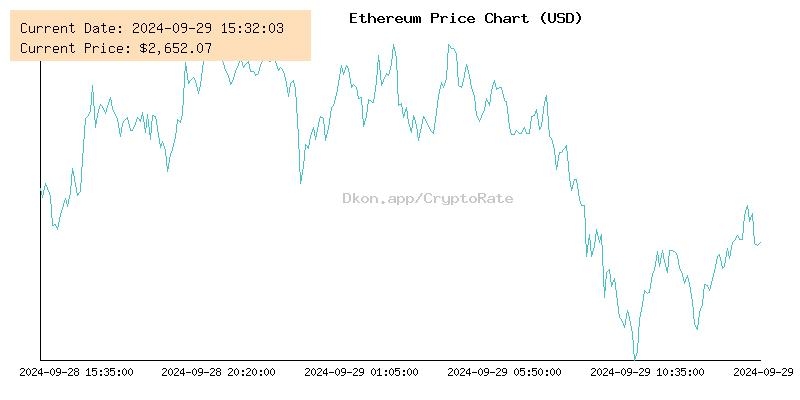 Ethereum Price Chart (USD)
Current Date: 2024-09-29 15:32:03
Current Price: $2,652.07
Dkon.app/CryptoRate
2024-09-28 15:35:00 2024-09-28 20:20:00 2024-09-29 01:05:00 2024-09-29 05:50:00 2024-09-29 10:35:00 2024-09-29